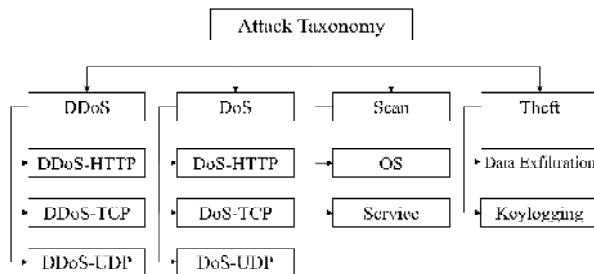 Attack Taxonomy
DDoS
DoS
Scan
Theft
DDoS-HTTP
DoS-HTTP
OS
Data Exfiltration
DDoS-TCP
DoS-TCP
Service
Keylogging
DDoS-UDP
DoS-UDP